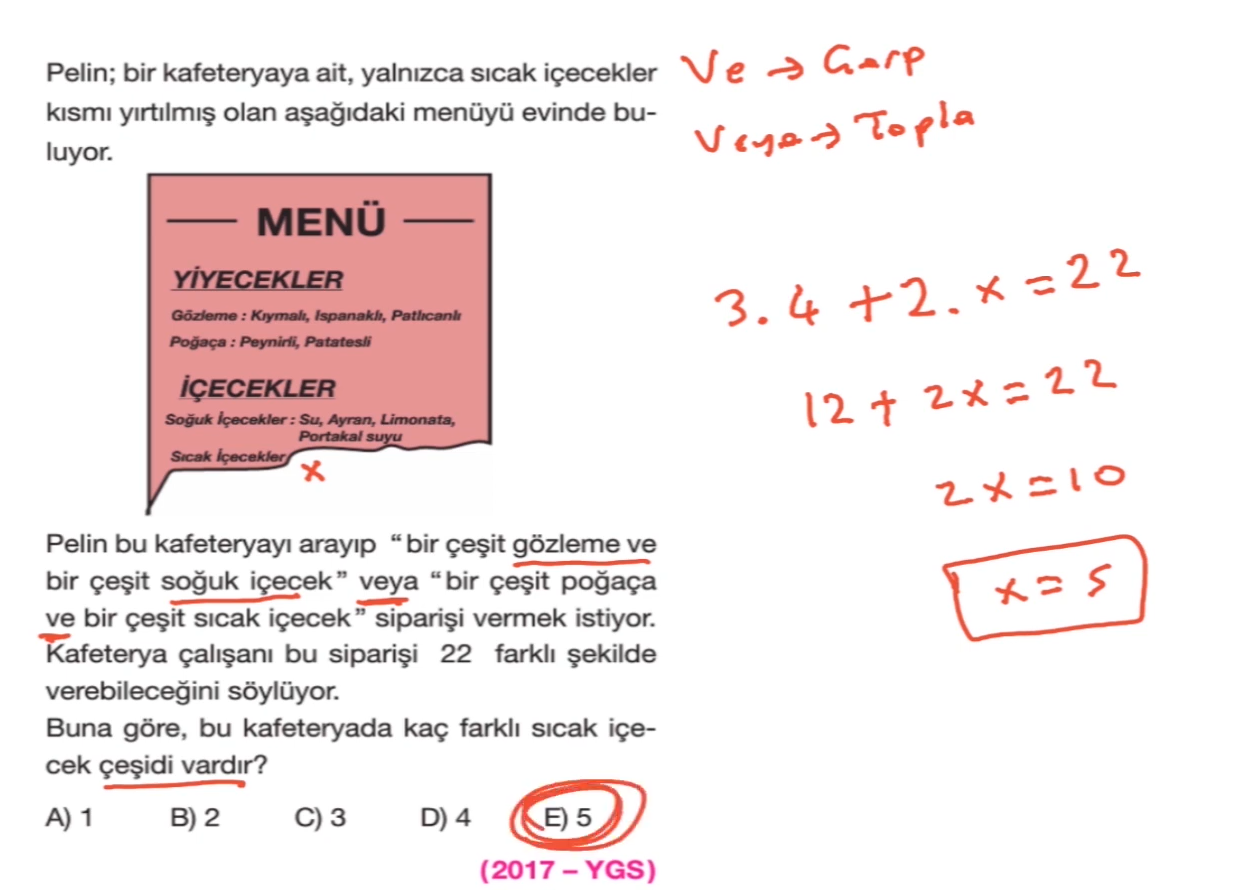 Pelin; bir kafeteryaya ait, yalnızca sıcak içecekler
kısmı yırtılmış olan aşağıdaki menüyü evinde bu-
luyor.
MENÜ
YİYECEKLER
Gözleme : Kıymalı, Ispanaklı, Patlıcanlı
Poğaça : Peynirli, Patatesli
İÇECEKLER
Soğuk İçecekler : Su, Ayran, Limonata,
Portakal suyu
Sıcak İçecekler
x
Pelin bu kafeteryayı arayıp “bir çeşit gözleme ve
bir çeşit soğuk içecek” veya “bir çeşit poğaça
ve bir çeşit sıcak içecek” siparişi vermek istiyor.
Kafeterya çalışanı bu siparişi 22 farklı şekilde
verebileceğini söylüyor.
Buna göre, bu kafeteryada kaç farklı sıcak içe-
cek çeşidi vardır?
A) 1 B) 2 C) 3 D) 4 E) 5
(2017 – YGS)
Ve → Çarp
Veya → Topla
3.4 + 2.x = 22
12 + 2x = 22
2x = 10
x = 5